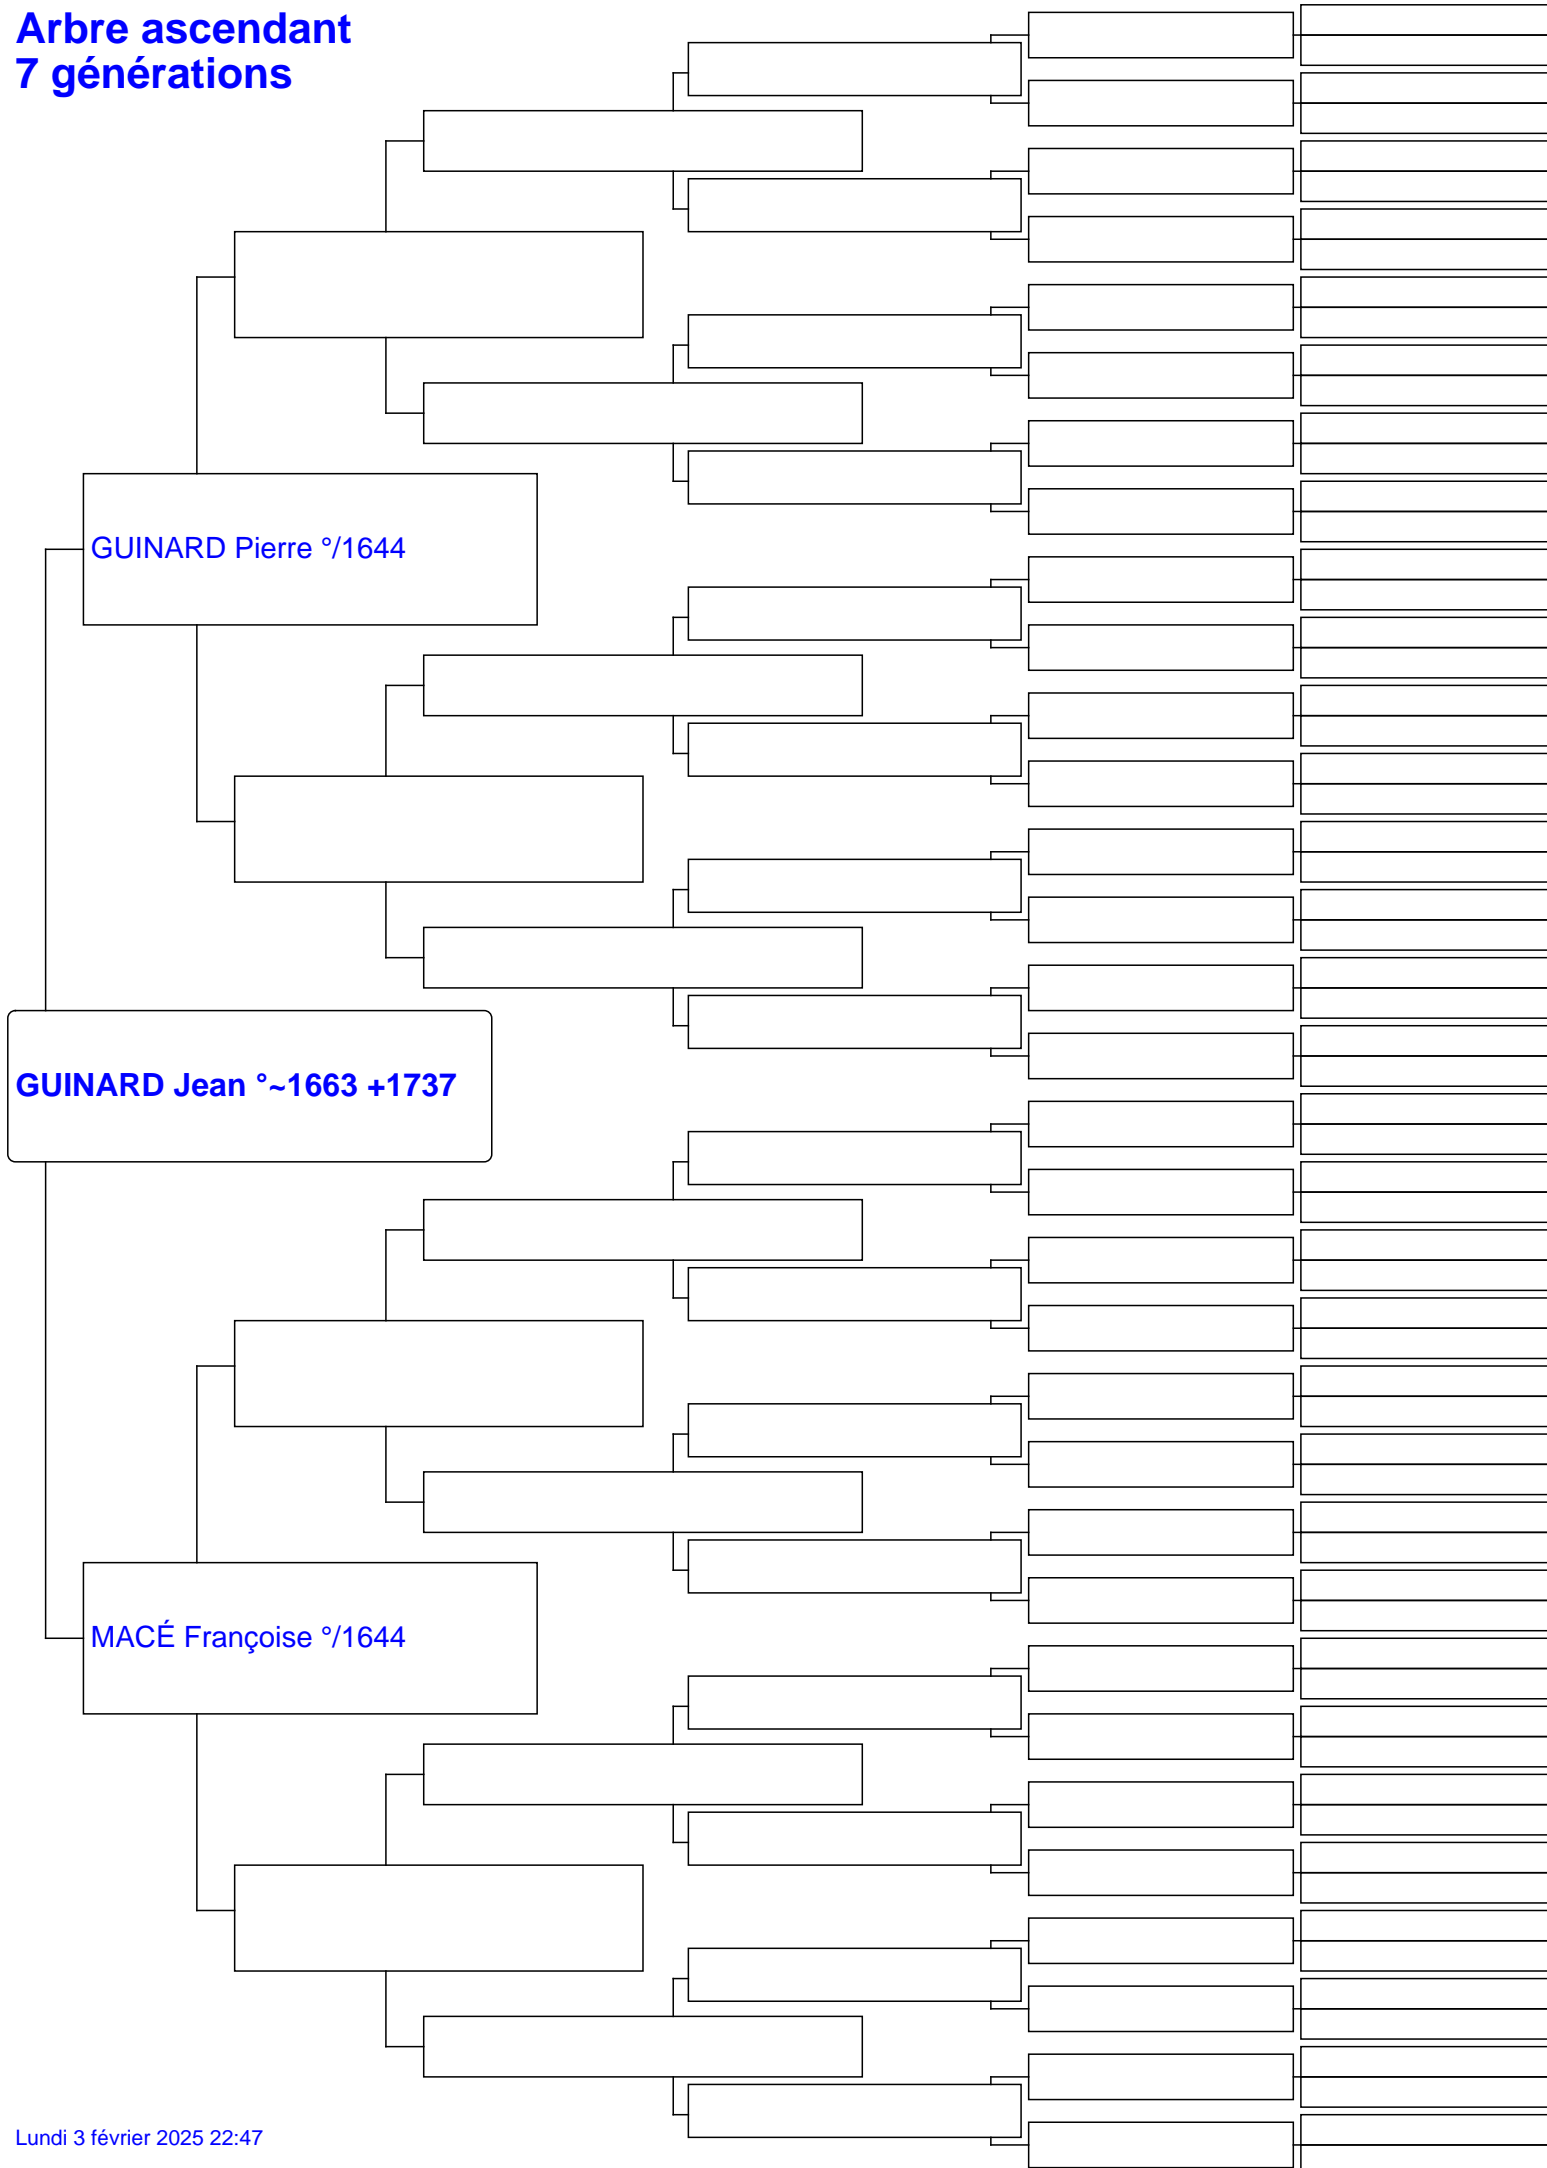 Arbre ascendant
7 générations
GUINARD Pierre °/1644
GUINARD Jean °~1663 +1737
MACÉ Françoise °/1644
Lundi 3 février 2025 22:47